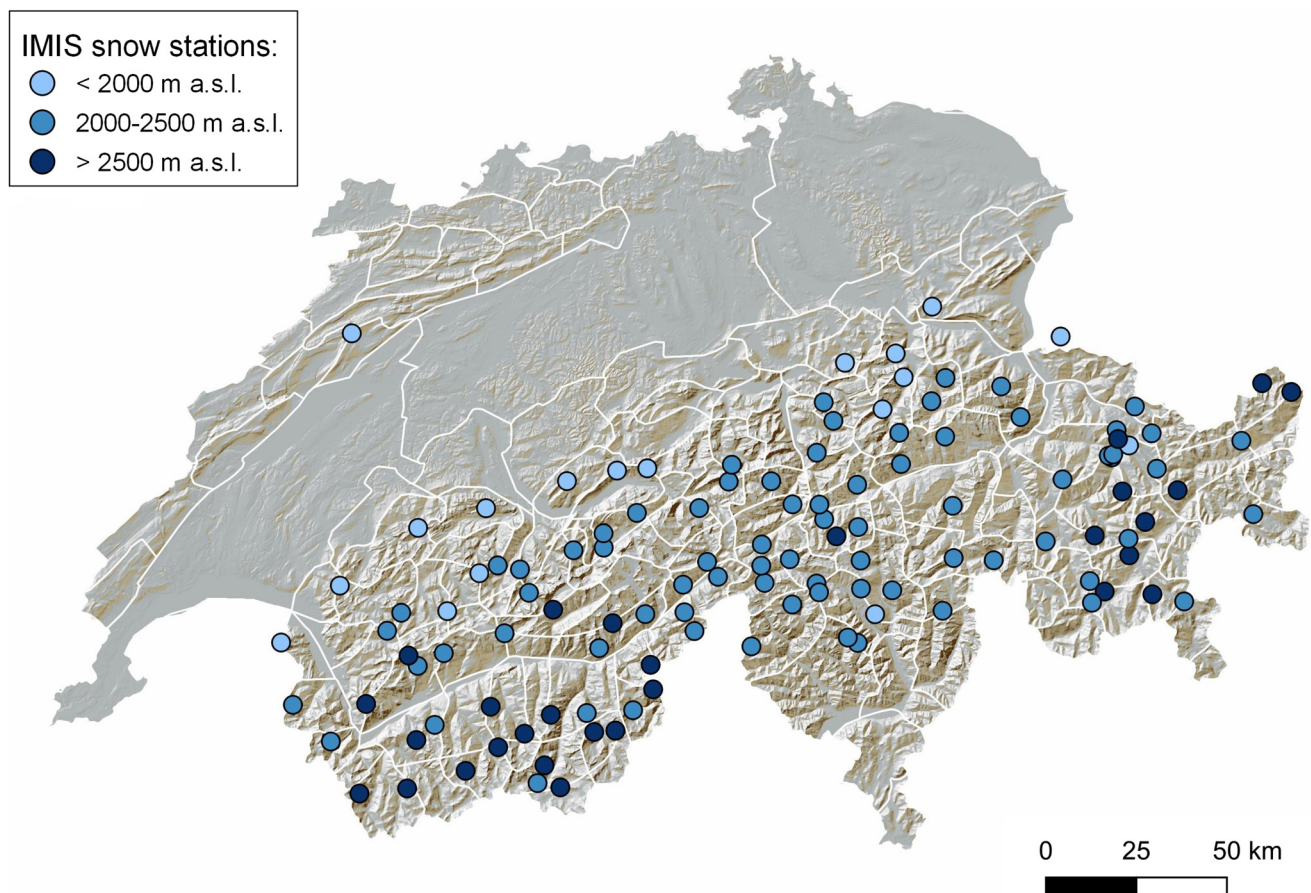 IMIS snow stations:
< 2000 m a.s.l.
2000-2500 m a.s.l.
> 2500 m a.s.l.
0 25 50 km